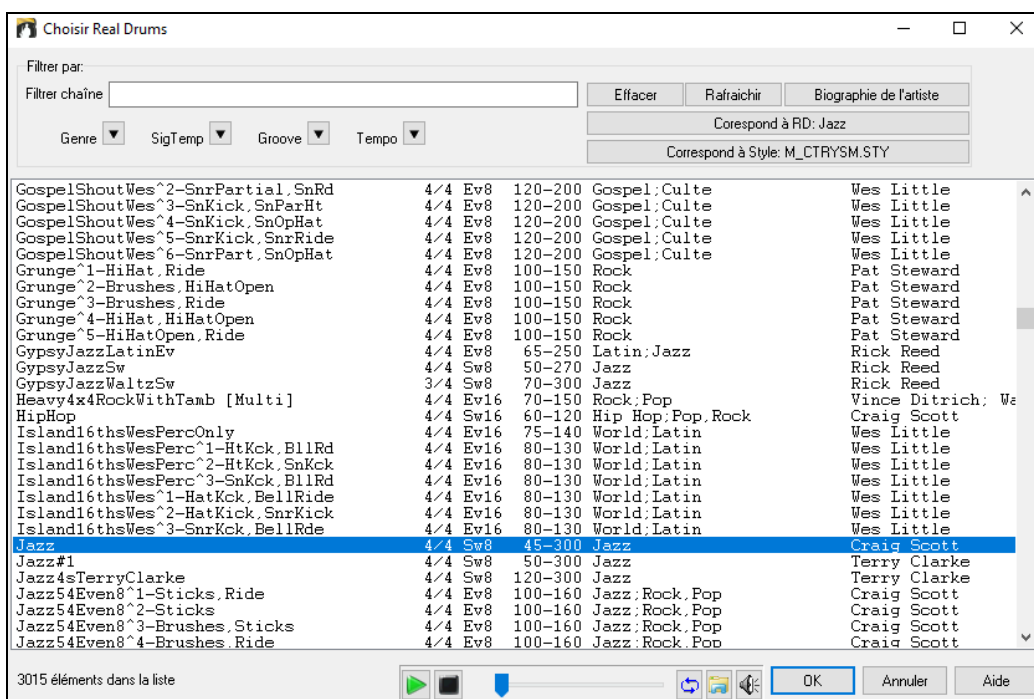 Choisir Real Drums
Filtrer par:
Filtrer chaîne
Effacer Rafraichir Biographie de l'artiste
Corespond à RD: Jazz
Genre SigTemp Groove Tempo
Correspond à Style: M_CTRYSM.STY
GospelShoutWes^2-SnrPartial,SnRd 4/4 Ev8 120-200 Gospel;Culte Wes Little
GospelShoutWes^3-SnKick,SnParHt 4/4 Ev8 120-200 Gospel;Culte Wes Little
GospelShoutWes^4-SnKick,SnOpHat 4/4 Ev8 120-200 Gospel;Culte Wes Little
GospelShoutWes^5-SnrKick,SnrRide 4/4 Ev8 120-200 Gospel;Culte Wes Little
GospelShoutWes^6-SnrPart,SnOpHat 4/4 Ev8 120-200 Gospel;Culte Wes Little
Grunge^1-HiHat,Ride 4/4 Ev8 100-150 Rock Pat Steward
Grunge^2-Brushes,HiHatOpen 4/4 Ev8 100-150 Rock Pat Steward
Grunge^3-Brushes,Ride 4/4 Ev8 100-150 Rock Pat Steward
Grunge^4-HiHat,HiHatOpen 4/4 Ev8 100-150 Rock Pat Steward
Grunge^5-HiHatOpen,Ride 4/4 Ev8 100-150 Rock Pat Steward
GypsyJazzLatinEv 4/4 Ev8 65-250 Latin;Jazz Rick Reed
GypsyJazzSw 4/4 Sw8 50-270 Jazz Rick Reed
GypsyJazzWaltzSw 3/4 Sw8 70-300 Jazz Rick Reed
Heavy4x4RockWithTamb [Multi] 4/4 Ev16 70-150 Rock;Pop Vince Ditrich; Wa
HipHop 4/4 Sw16 60-120 Hip Hop;Pop,Rock Craig Scott
Island16thsWesPercOnly 4/4 Ev16 75-140 World;Latin Wes Little
Island16thsWesPerc^1-HtKck,BllRd 4/4 Ev16 80-130 World;Latin Wes Little
Island16thsWesPerc^2-HtKck,SnKck 4/4 Ev16 80-130 World;Latin Wes Little
Island16thsWesPerc^3-SnKck,BllRd 4/4 Ev16 80-130 World;Latin Wes Little
Island16thsWes^1-HatKck,BellRide 4/4 Ev16 80-130 World;Latin Wes Little
Island16thsWes^2-HatKick,SnrKick 4/4 Ev16 80-130 World;Latin Wes Little
Island16thsWes^3-SnrKck,BellRde 4/4 Ev16 80-130 World;Latin Wes Little
Jazz 4/4 Sw8 45-300 Jazz Craig Scott
Jazz#1 4/4 Sw8 50-300 Jazz Terry Clarke
Jazz4sTerryClarke 4/4 Sw8 120-300 Jazz Terry Clarke
Jazz54Even8^1-Sticks,Ride 4/4 Ev8 100-160 Jazz;Rock,Pop Craig Scott
Jazz54Even8^2-Sticks 4/4 Ev8 100-160 Jazz;Rock,Pop Craig Scott
Jazz54Even8^3-Brushes,Sticks 4/4 Ev8 100-160 Jazz;Rock,Pop Craig Scott
Jazz54Even8^4-Brushes,Ride 4/4 Ev8 100-160 Jazz;Rock,Pop Craig Scott
3015 éléments dans la liste OK Annuler Aide